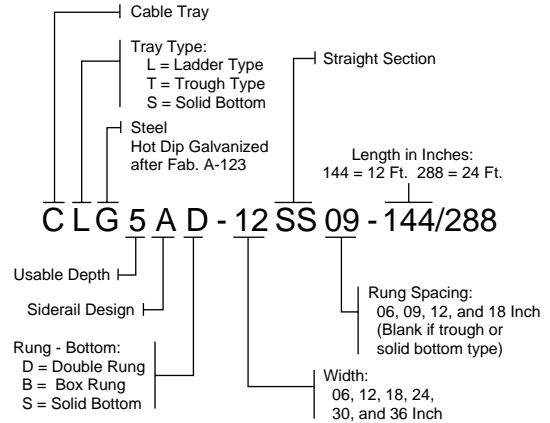 Cable Tray
Tray Type:
L = Ladder Type
T = Trough Type
S = Solid Bottom
Straight Section
Steel
Hot Dip Galvanized
after Fab. A-123
Length in Inches:
144 = 12 Ft. 288 = 24 Ft.
C L G 5 A D - 12 SS 09 - 144/288
Usable Depth
Siderail Design
Rung - Bottom:
D = Double Rung
B = Box Rung
S = Solid Bottom
Rung Spacing:
06, 09, 12, and 18 Inch
(Blank if trough or
solid bottom type)
Width:
06, 12, 18, 24,
30, and 36 Inch